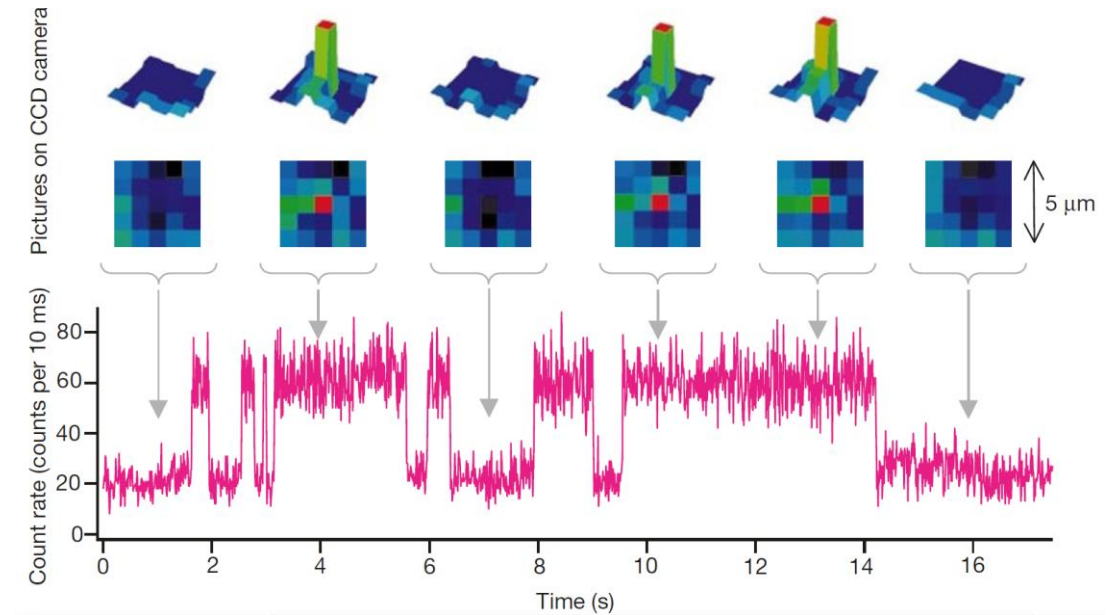 Pictures on CCD camera
5 μm
Count rate (counts per 10 ms)
80
60
40
20
0
0 2 4 6 8 10 12 14 16
Time (s)